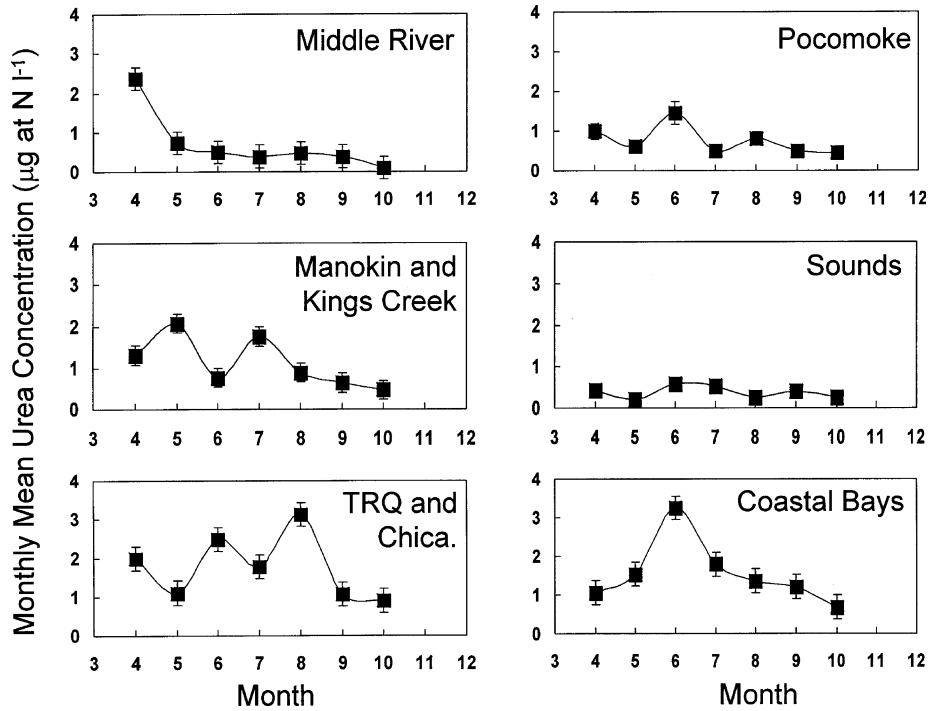 Monthly Mean Urea Concentration (µg at N l-1)
Middle River
4
3
2
1
0
3 4 5 6 7 8 9 10 11 12
Pocomoke
4
3
2
1
0
3 4 5 6 7 8 9 10 11 12
Manokin and
Kings Creek
4
3
2
1
0
3 4 5 6 7 8 9 10 11 12
Sounds
4
3
2
1
0
3 4 5 6 7 8 9 10 11 12
TRQ and
Chica.
4
3
2
1
0
3 4 5 6 7 8 9 10 11 12
Month
Coastal Bays
4
3
2
1
0
3 4 5 6 7 8 9 10 11 12
Month